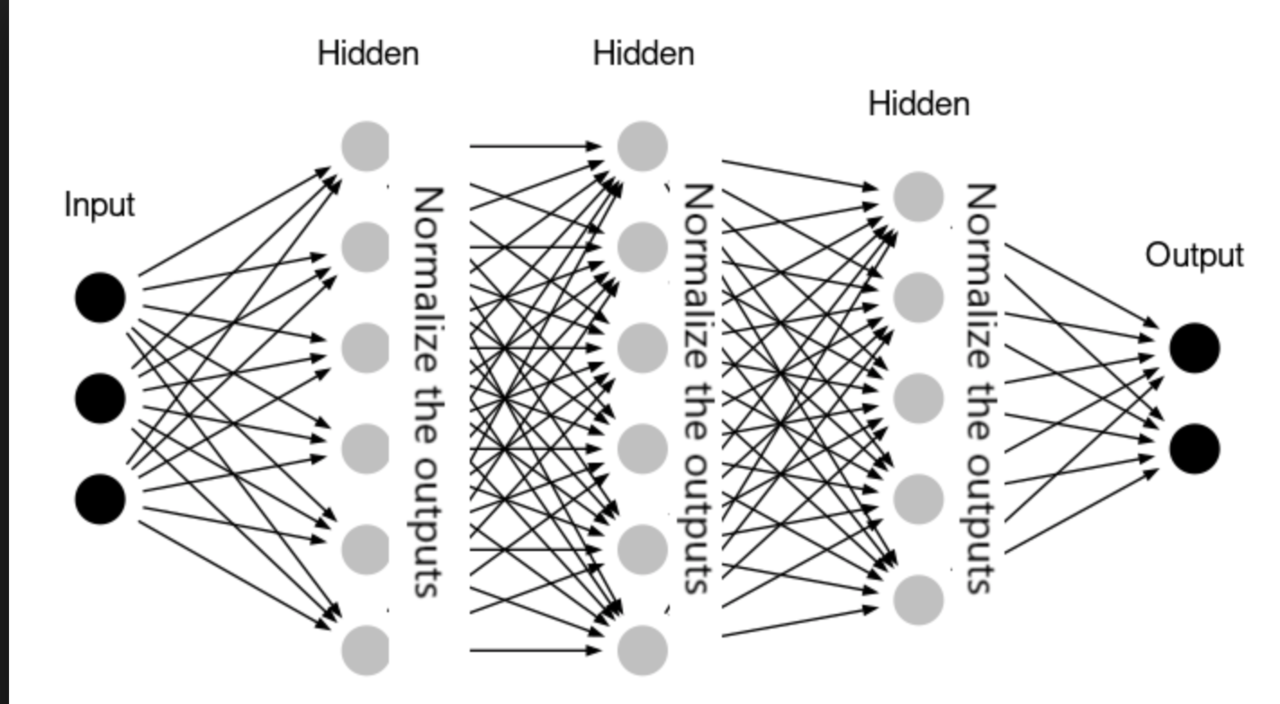 Hidden
Hidden
Hidden
Input
Normalize the outputs
Normalize the outputs
Normalize the outputs
Output